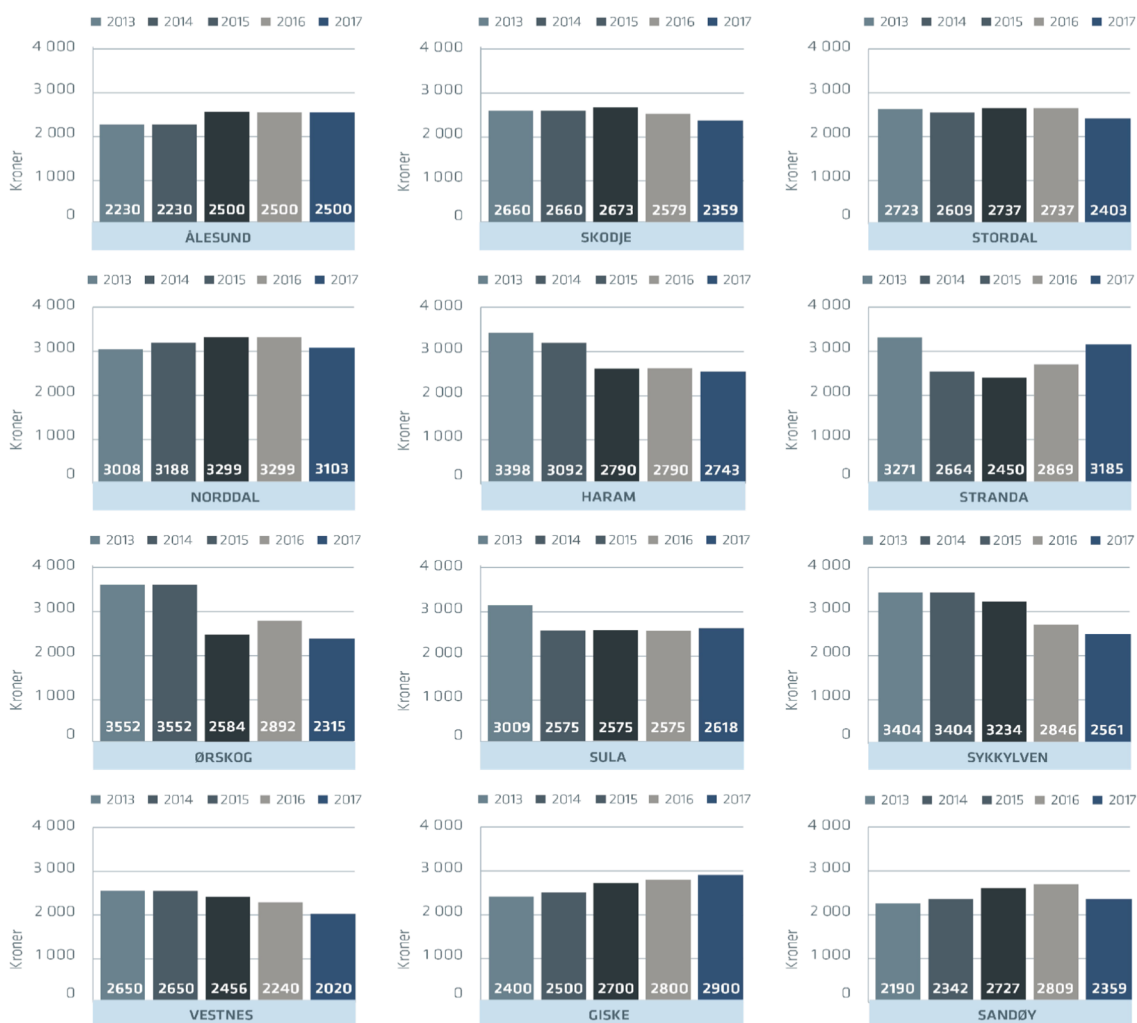 2013 2014 2015 2016 2017
4 000
3 000
2 000
1 000
0
Kroner
2230 2230 2500 2500 2500
ÅLESUND
2013 2014 2015 2016 2017
4 000
3 000
2 000
1 000
0
Kroner
2660 2660 2673 2579 2359
SKODJE
2013 2014 2015 2016 2017
4 000
3 000
2 000
1 000
0
Kroner
2723 2609 2737 2737 2403
STORDAL
2013 2014 2015 2016 2017
4 000
3 000
2 000
1 000
0
Kroner
3008 3188 3299 3299 3103
NORDDAL
2013 2014 2015 2016 2017
4 000
3 000
2 000
1 000
0
Kroner
3398 3092 2790 2790 2743
HARAM
2013 2014 2015 2016 2017
4 000
3 000
2 000
1 000
0
Kroner
3271 2664 2450 2869 3185
STRANDA
2013 2014 2015 2016 2017
4 000
3 000
2 000
1 000
0
Kroner
3552 3552 2584 2892 2315
ØRSKOG
2013 2014 2015 2016 2017
4 000
3 000
2 000
1 000
0
Kroner
3009 2575 2575 2575 2618
SULA
2013 2014 2015 2016 2017
4 000
3 000
2 000
1 000
0
Kroner
3404 3404 3234 2846 2561
SYKKYLVEN
2013 2014 2015 2016 2017
4 000
3 000
2 000
1 000
0
Kroner
2650 2650 2456 2240 2020
VESTNES
2013 2014 2015 2016 2017
4 000
3 000
2 000
1 000
0
Kroner
2400 2500 2700 2800 2900
GISKE
2013 2014 2015 2016 2017
4 000
3 000
2 000
1 000
0
Kroner
2190 2342 2727 2809 2359
SANDØY